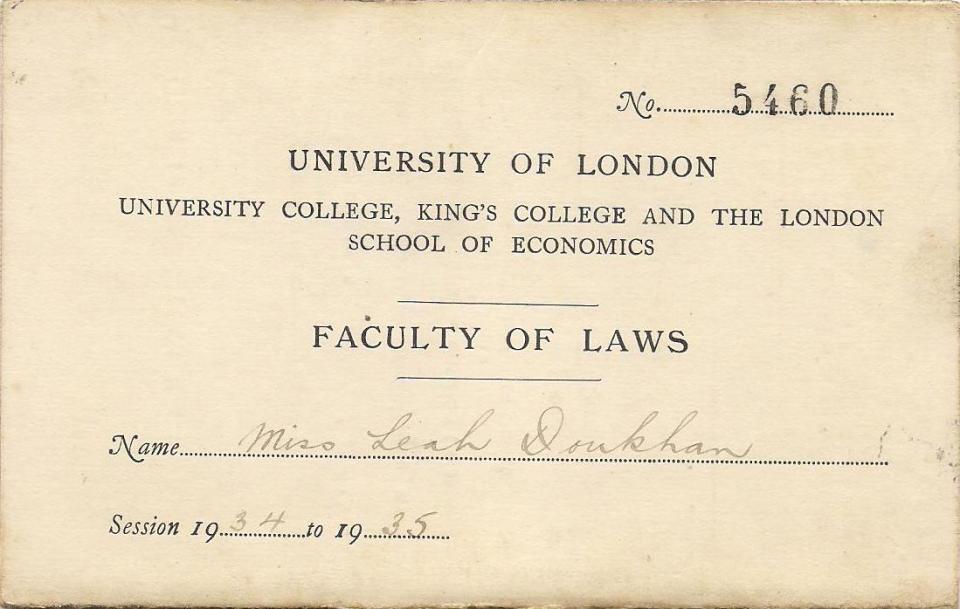 No. 5460
UNIVERSITY OF LONDON
UNIVERSITY COLLEGE, KING'S COLLEGE AND THE LONDON
SCHOOL OF ECONOMICS
FACULTY OF LAWS
Name Miss Leah Doukhan
Session 1934 to 1935